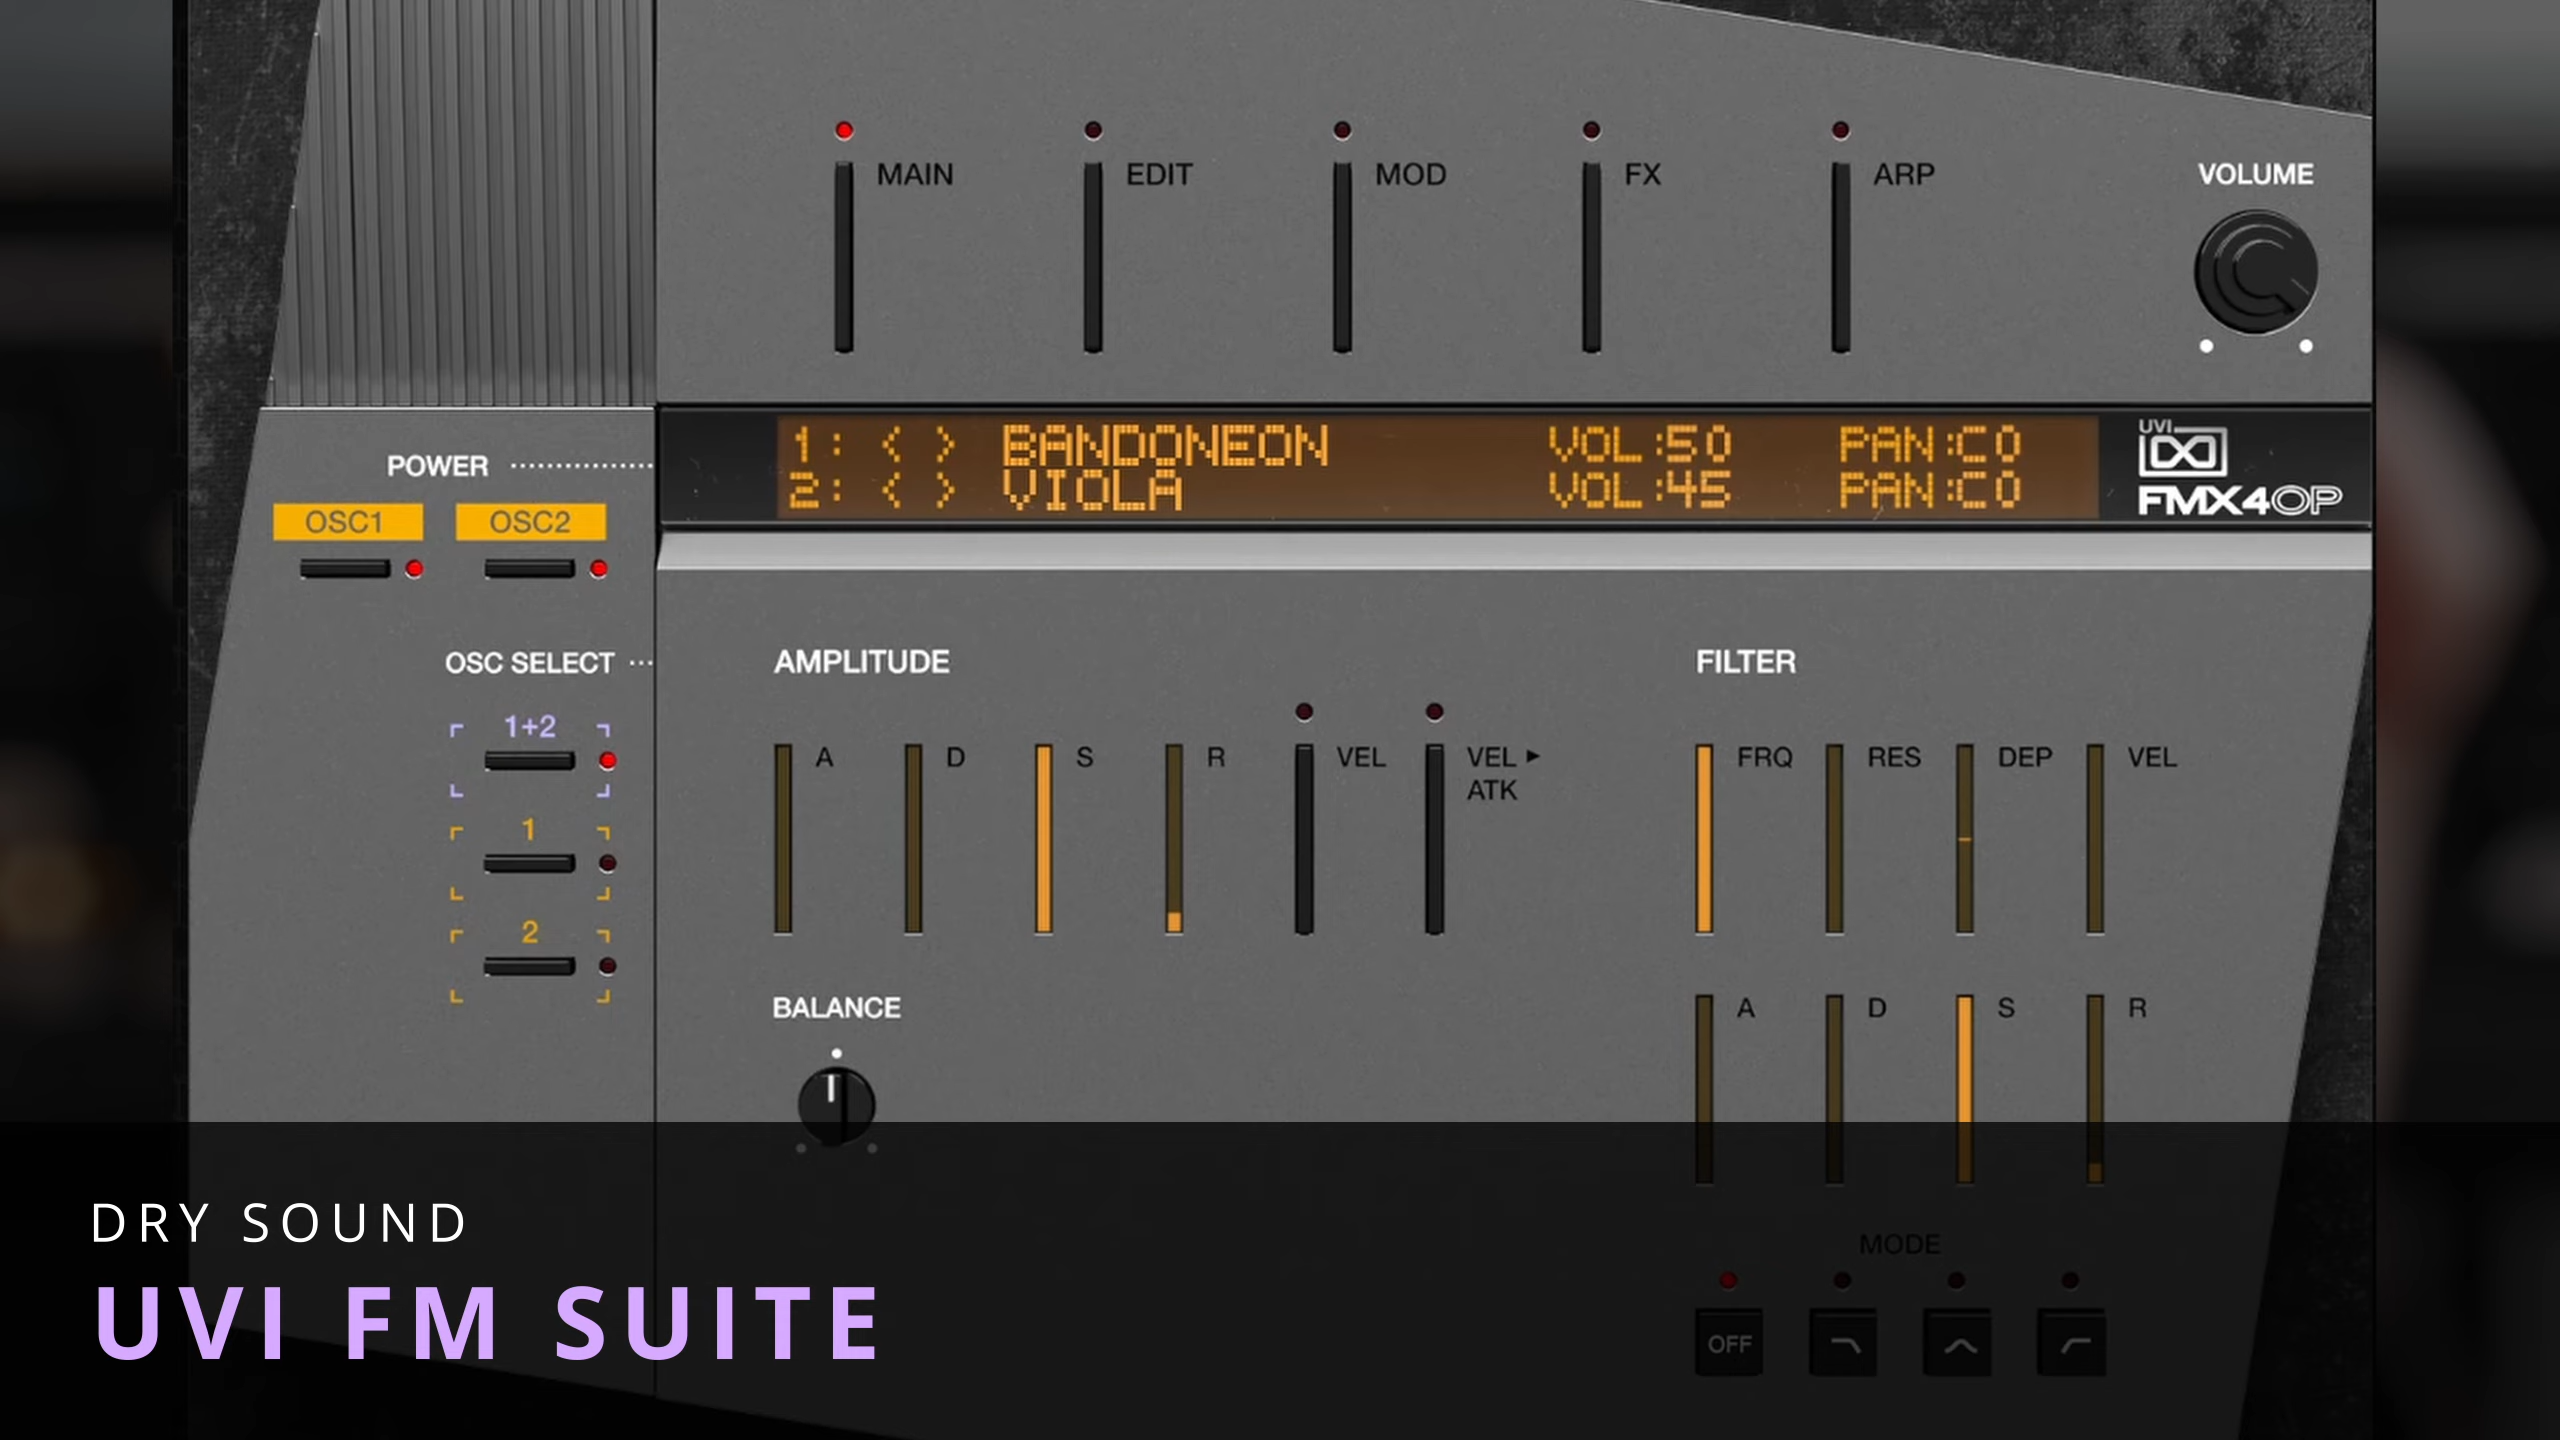 MAIN
EDIT
MOD
FX
ARP
VOLUME
1: < > BANDONEON VOL:50 PAN:C0
2: < > VIOLA VOL:45 PAN:C0
UVI
FMX4OP
POWER
OSC1
OSC2
OSC SELECT
1+2
1
2
AMPLITUDE
A
D
S
R
VEL
VEL ▸
ATK
BALANCE
FILTER
FRQ
RES
DEP
VEL
A
D
S
R
MODE
OFF
DRY SOUND
UVI FM SUITE